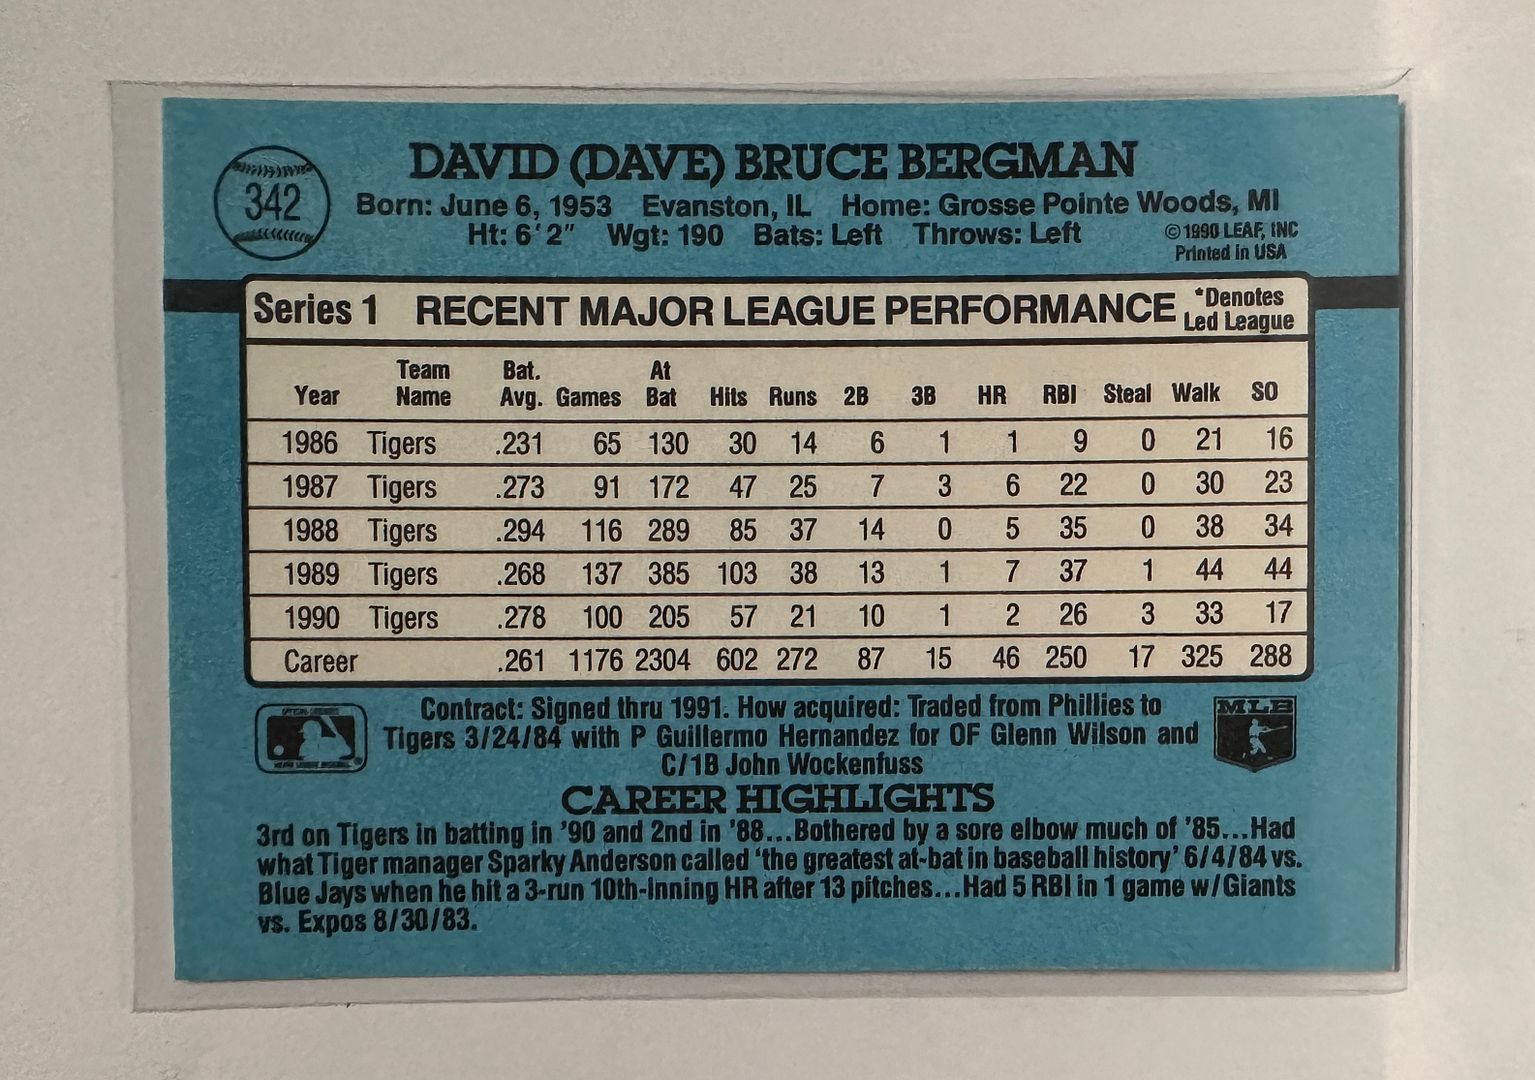 342
DAVID (DAVE) BRUCE BERGMAN
Born: June 6, 1953 Evanston, IL Home: Grosse Pointe Woods, MI
Ht: 6'2" Wgt: 190 Bats: Left Throws: Left
©1990 LEAF, INC
Printed in USA
Series 1 RECENT MAJOR LEAGUE PERFORMANCE
*Denotes
Led League
Year Team Name Bat. Avg. Games At Bat Hits Runs 2B 3B HR RBI Steal Walk SO
1986 Tigers .231 65 130 30 14 6 1 1 9 0 21 16
1987 Tigers .273 91 172 47 25 7 3 6 22 0 30 23
1988 Tigers .294 116 289 85 37 14 0 5 35 0 38 34
1989 Tigers .268 137 385 103 38 13 1 7 37 1 44 44
1990 Tigers .278 100 205 57 21 10 1 2 26 3 33 17
Career .261 1176 2304 602 272 87 15 46 250 17 325 288
Contract: Signed thru 1991. How acquired: Traded from Phillies to
Tigers 3/24/84 with P Guillermo Hernandez for OF Glenn Wilson and
C/1B John Wockenfuss
MLB
CAREER HIGHLIGHTS
3rd on Tigers in batting in '90 and 2nd in '88...Bothered by a sore elbow much of '85...Had
what Tiger manager Sparky Anderson called 'the greatest at-bat in baseball history' 6/4/84 vs.
Blue Jays when he hit a 3-run 10th-inning HR after 13 pitches...Had 5 RBI in 1 game w/Giants
vs. Expos 8/30/83.